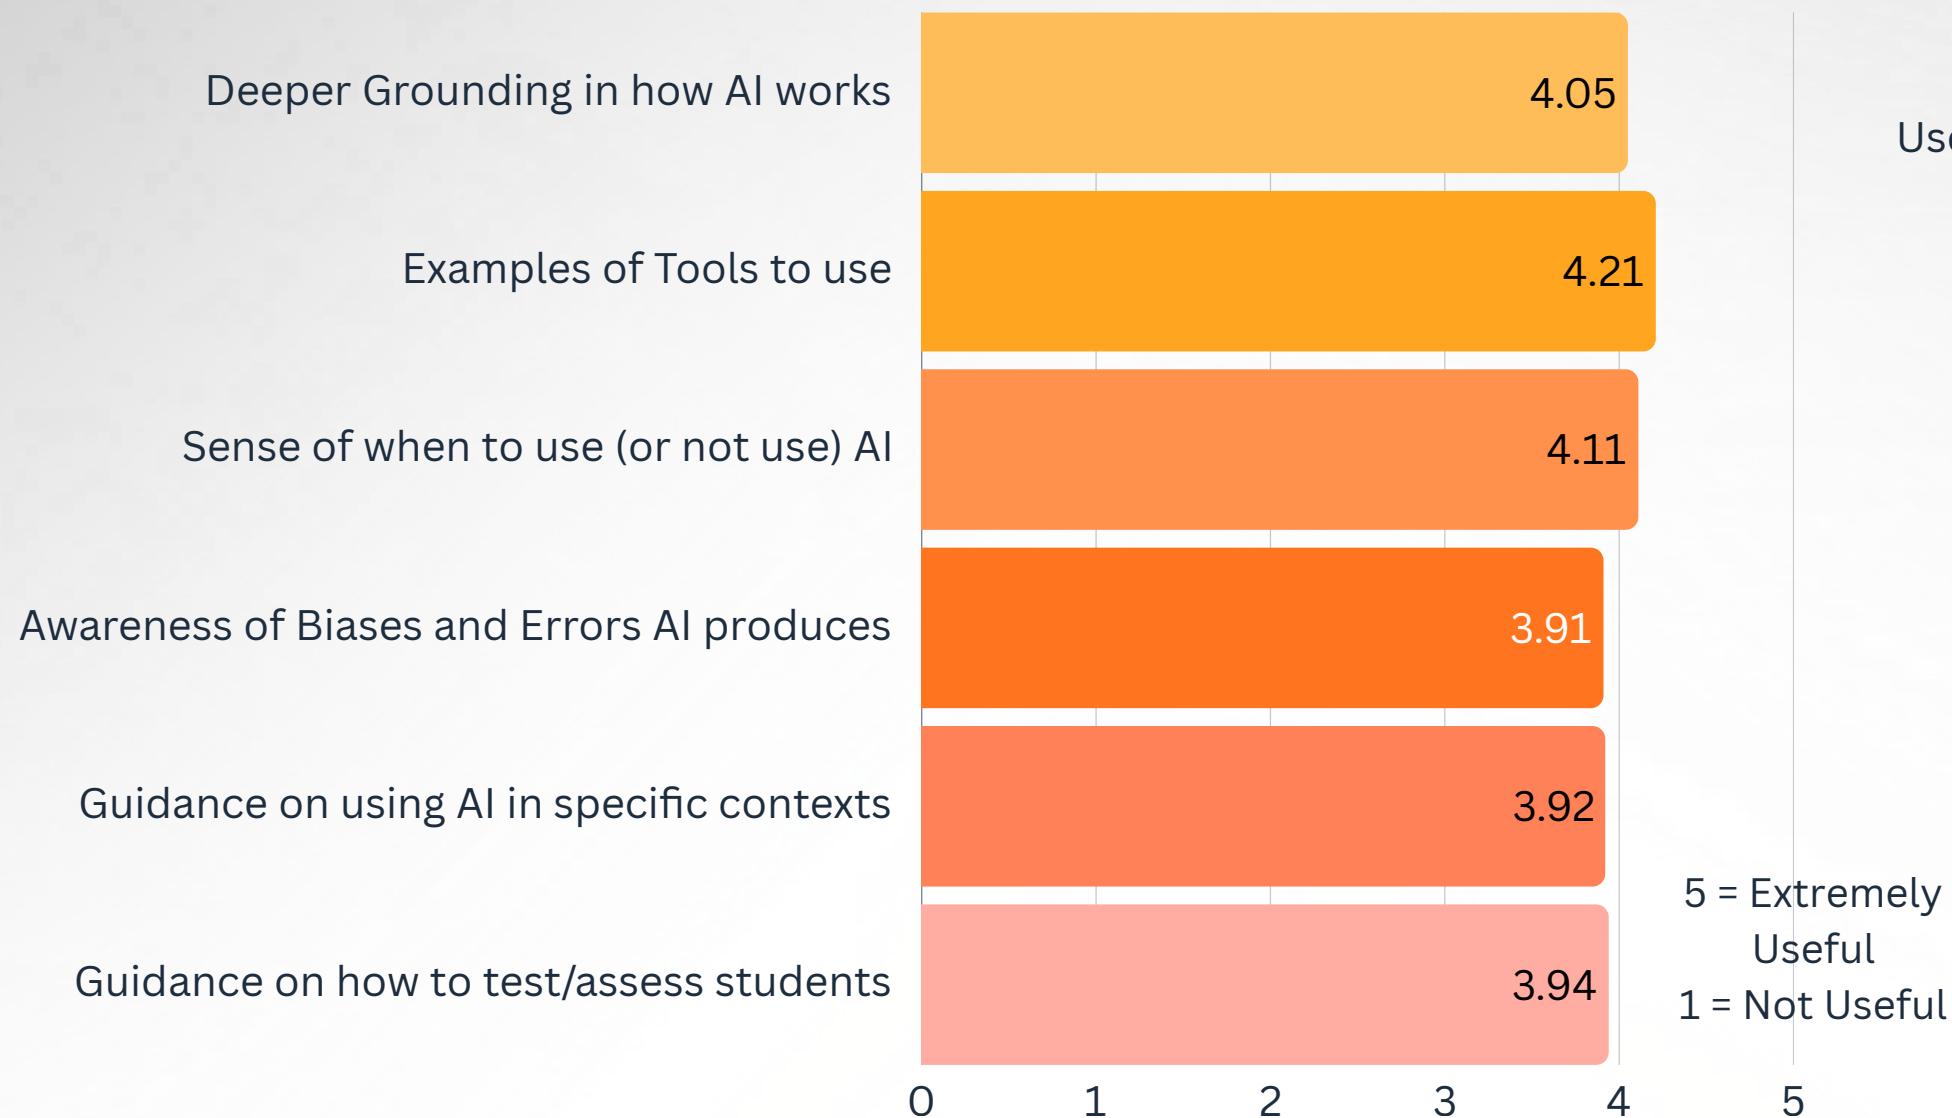 Deeper Grounding in how AI works
4.05
Examples of Tools to use
4.21
Sense of when to use (or not use) AI
4.11
Awareness of Biases and Errors AI produces
3.91
Guidance on using AI in specific contexts
3.92
Guidance on how to test/assess students
3.94
5 = Extremely
Useful
1 = Not Useful
0 1 2 3 4 5